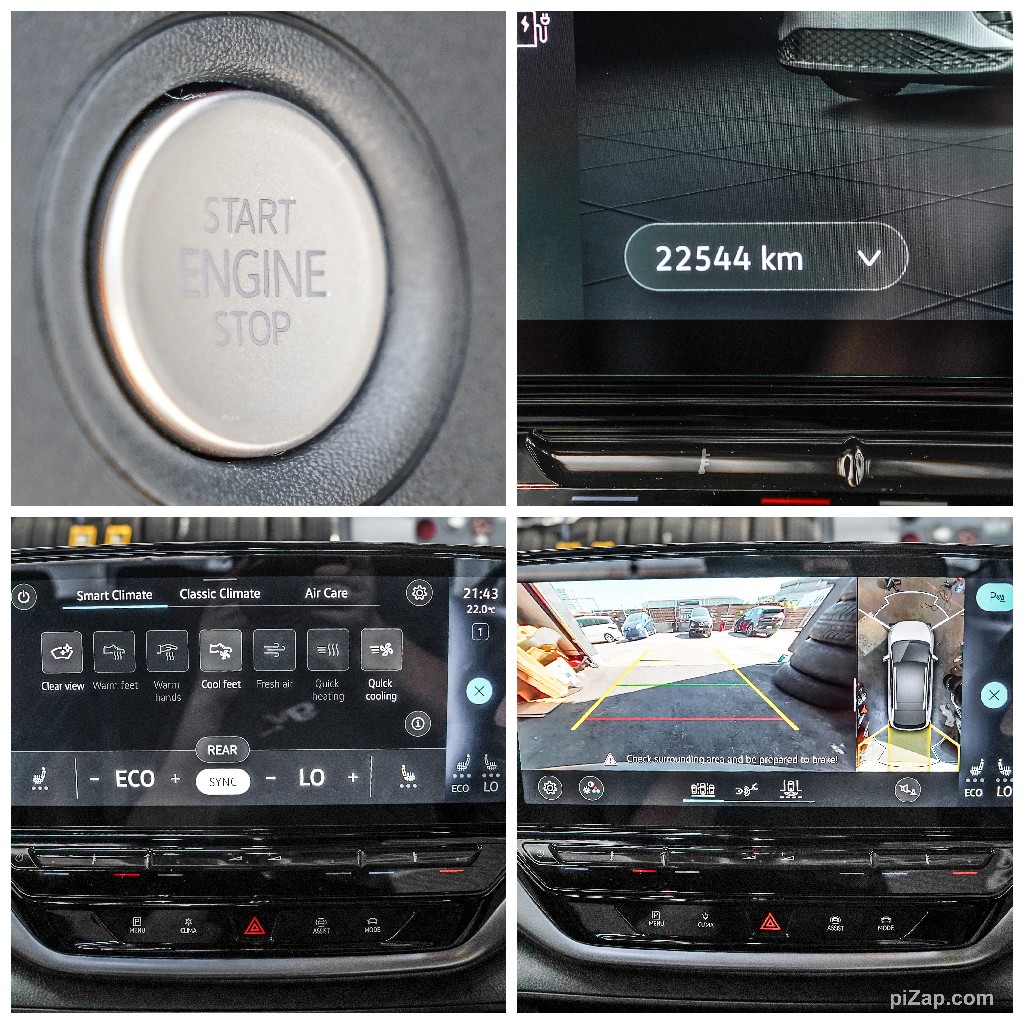 START
ENGINE
STOP
22544 km
Smart Climate
Classic Climate
Air Care
21:43
22.0°C
1
Clear view
Warm feet
Warm
hands
Cool feet
Fresh air
Quick
heating
Quick
cooling
REAR
- ECO +
SYNC
- LO +
ECO
LO
MENU
CLIMA
ASSIST
MODE
Check surrounding area and be prepared to brake!
ECO
LO
MENU
CLIMA
ASSIST
MODE
piZap.com